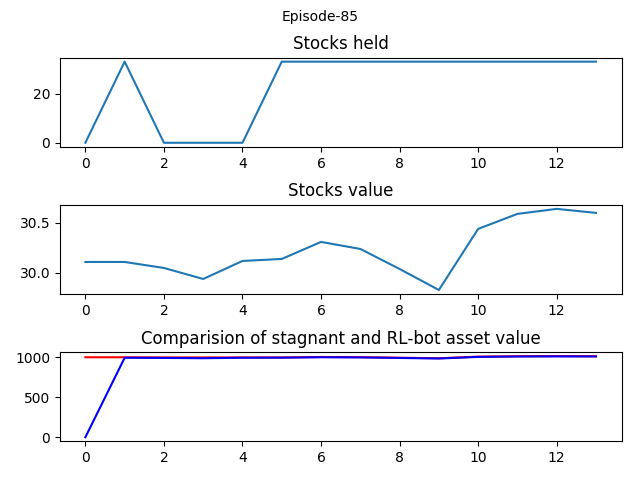 Episode-85
Stocks held
20
0
0 2 4 6 8 10 12
Stocks value
30.5
30.0
0 2 4 6 8 10 12
Comparision of stagnant and RL-bot asset value
1000
500
0
0 2 4 6 8 10 12